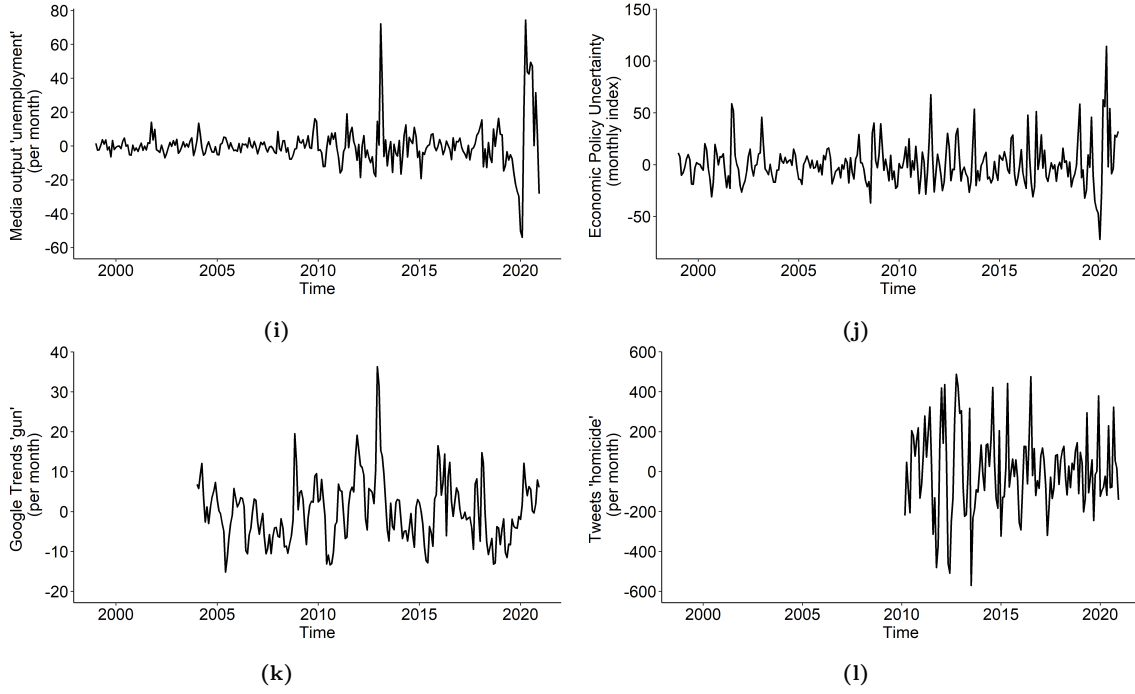 Media output 'unemployment'
(per month)
80
60
40
20
0
-20
-40
-60
2000 2005 2010 2015 2020
Time
(i)
Economic Policy Uncertainty
(monthly index)
150
100
50
0
-50
2000 2005 2010 2015 2020
Time
(j)
Google Trends 'gun'
(per month)
40
30
20
10
0
-10
-20
2000 2005 2010 2015 2020
Time
(k)
Tweets 'homicide'
(per month)
600
400
200
0
-200
-400
-600
2000 2005 2010 2015 2020
Time
(l)